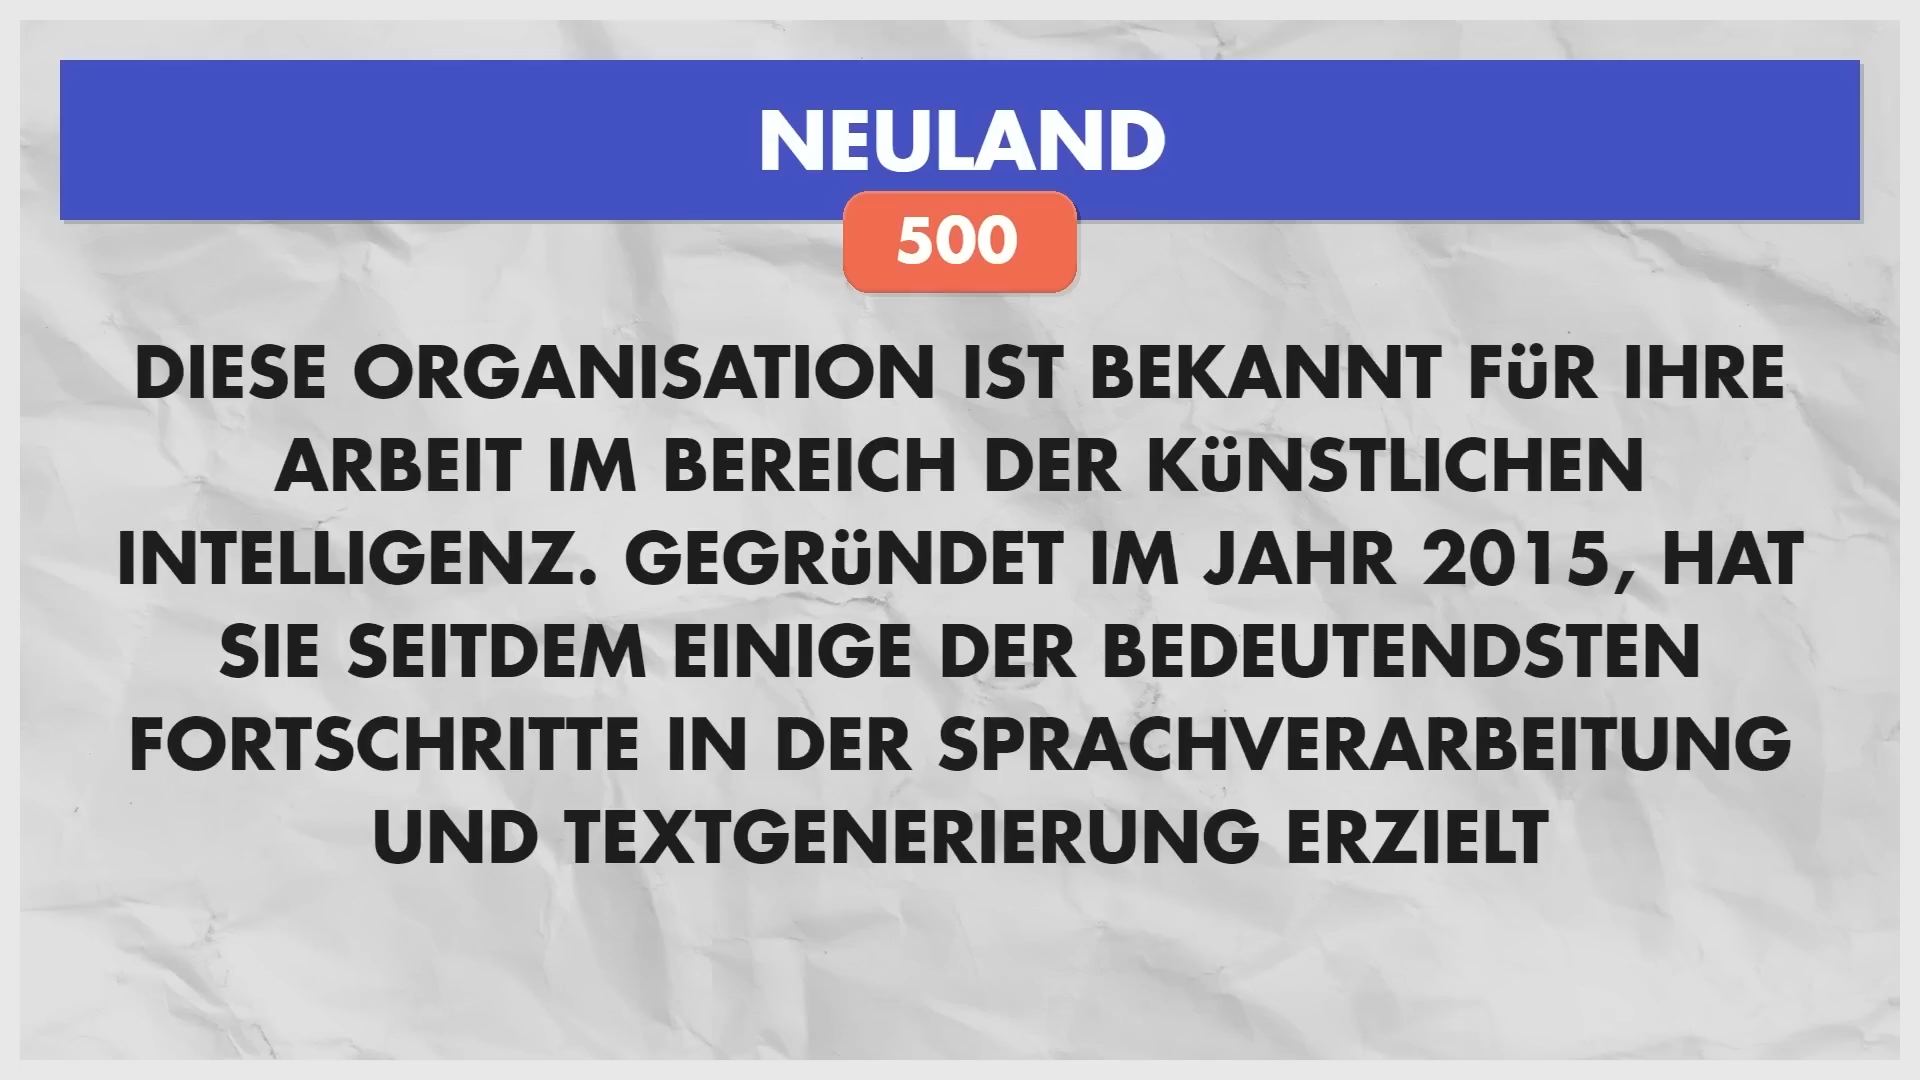 NEULAND
500
DIESE ORGANISATION IST BEKANNT FüR IHRE
ARBEIT IM BEREICH DER KüNSTLICHEN
INTELLIGENZ. GEGRüNDET IM JAHR 2015, HAT
SIE SEITDEM EINIGE DER BEDEUTENDSTEN
FORTSCHRITTE IN DER SPRACHVERARBEITUNG
UND TEXTGENERIERUNG ERZIELT